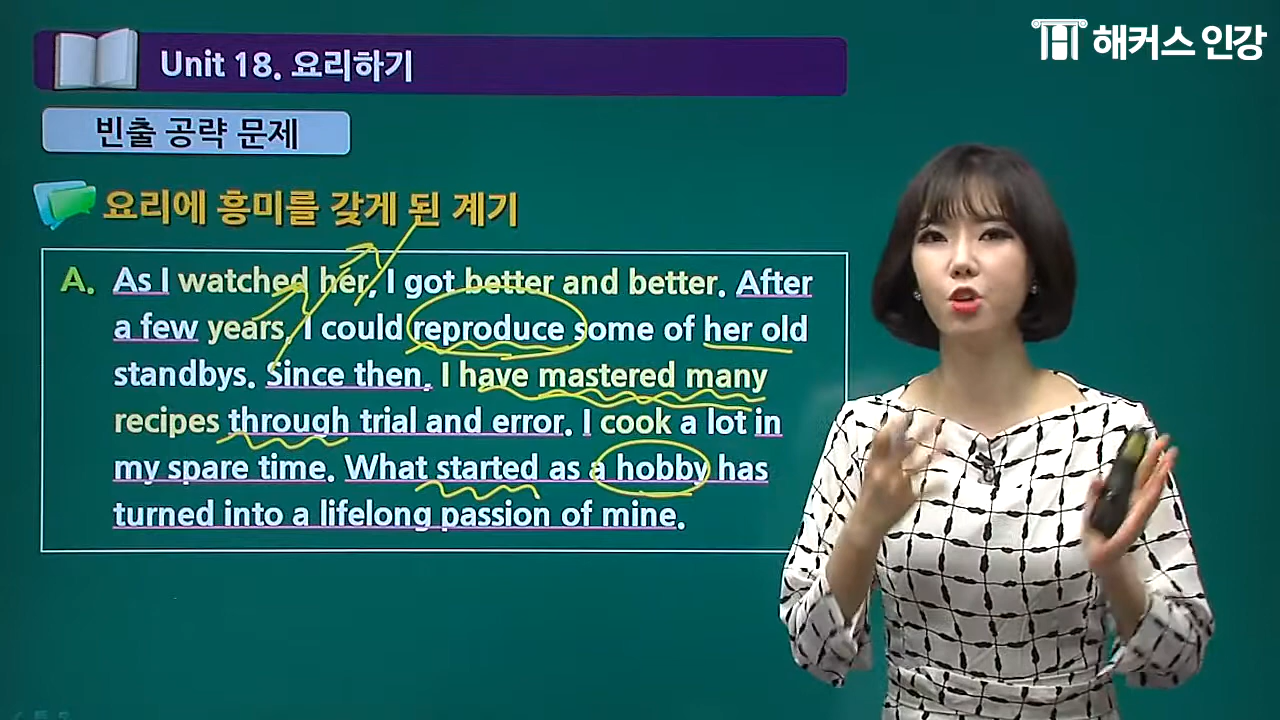 해커스 인강
Unit 18. 요리하기
빈출 공략 문제
요리에 흥미를 갖게 된 계기
A. As I watched her, I got better and better. After
a few years, I could reproduce some of her old
standbys. Since then, I have mastered many
recipes through trial and error. I cook a lot in
my spare time. What started as a hobby has
turned into a lifelong passion of mine.